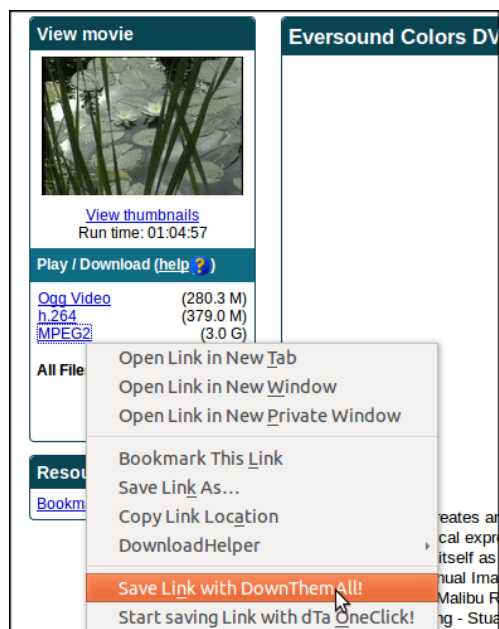 View movie
Eversound Colors DV
View thumbnails
Run time: 01:04:57
Play / Download (help?)
Ogg Video (280.3 M)
h.264 (379.0 M)
MPEG2 (3.0 G)
All File
Open Link in New Tab
Open Link in New Window
Open Link in New Private Window
Bookmark This Link
Save Link As...
Copy Link Location
DownloadHelper
Save Link with DownThemAll!
Start saving Link with dTa OneClick!
Resou
Bookm
reates an
cal expre
itself as
nual Ima
Malibu R
ng - Stua